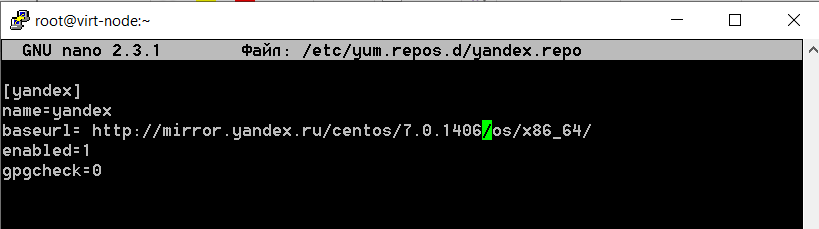 root@virt-node:~
GNU nano 2.3.1 Файл: /etc/yum.repos.d/yandex.repo
[yandex]
name=yandex
baseurl= http://mirror.yandex.ru/centos/7.0.1406/os/x86_64/
enabled=1
gpgcheck=0